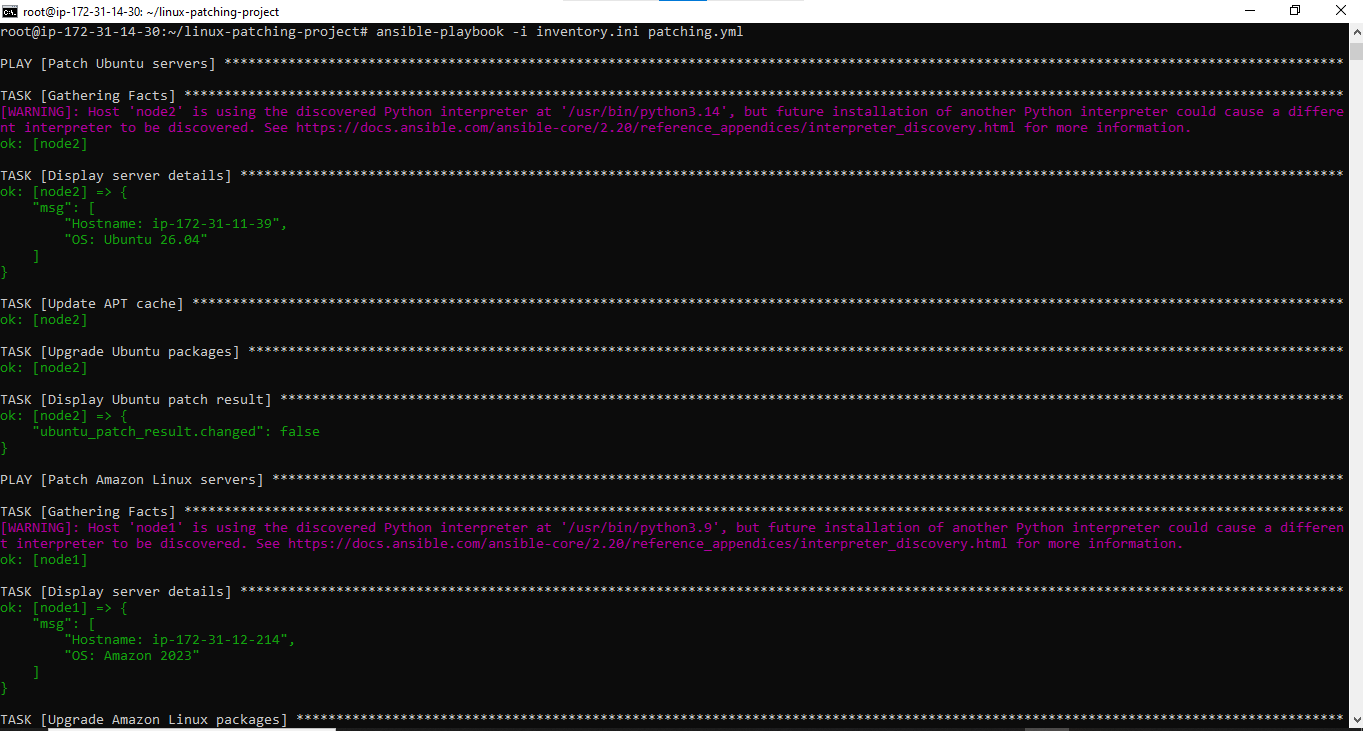 root@ip-172-31-14-30: ~/linux-patching-project
root@ip-172-31-14-30:~/linux-patching-project# ansible-playbook -i inventory.ini patching.yml
PLAY [Patch Ubuntu servers] ********************************************************************************************************************************************
TASK [Gathering Facts] *************************************************************************************************************************************************
[WARNING]: Host 'node2' is using the discovered Python interpreter at '/usr/bin/python3.14', but future installation of another Python interpreter could cause a differe
nt interpreter to be discovered. See https://docs.ansible.com/ansible-core/2.20/reference_appendices/interpreter_discovery.html for more information.
ok: [node2]
TASK [Display server details] ******************************************************************************************************************************************
ok: [node2] => {
    "msg": [
        "Hostname: ip-172-31-11-39",
        "OS: Ubuntu 26.04"
    ]
}
TASK [Update APT cache] ************************************************************************************************************************************************
ok: [node2]
TASK [Upgrade Ubuntu packages] *****************************************************************************************************************************************
ok: [node2]
TASK [Display Ubuntu patch result] *************************************************************************************************************************************
ok: [node2] => {
    "ubuntu_patch_result.changed": false
}
PLAY [Patch Amazon Linux servers] **************************************************************************************************************************************
TASK [Gathering Facts] *************************************************************************************************************************************************
[WARNING]: Host 'node1' is using the discovered Python interpreter at '/usr/bin/python3.9', but future installation of another Python interpreter could cause a differen
t interpreter to be discovered. See https://docs.ansible.com/ansible-core/2.20/reference_appendices/interpreter_discovery.html for more information.
ok: [node1]
TASK [Display server details] ******************************************************************************************************************************************
ok: [node1] => {
    "msg": [
        "Hostname: ip-172-31-12-214",
        "OS: Amazon 2023"
    ]
}
TASK [Upgrade Amazon Linux packages] ***********************************************************************************************************************************